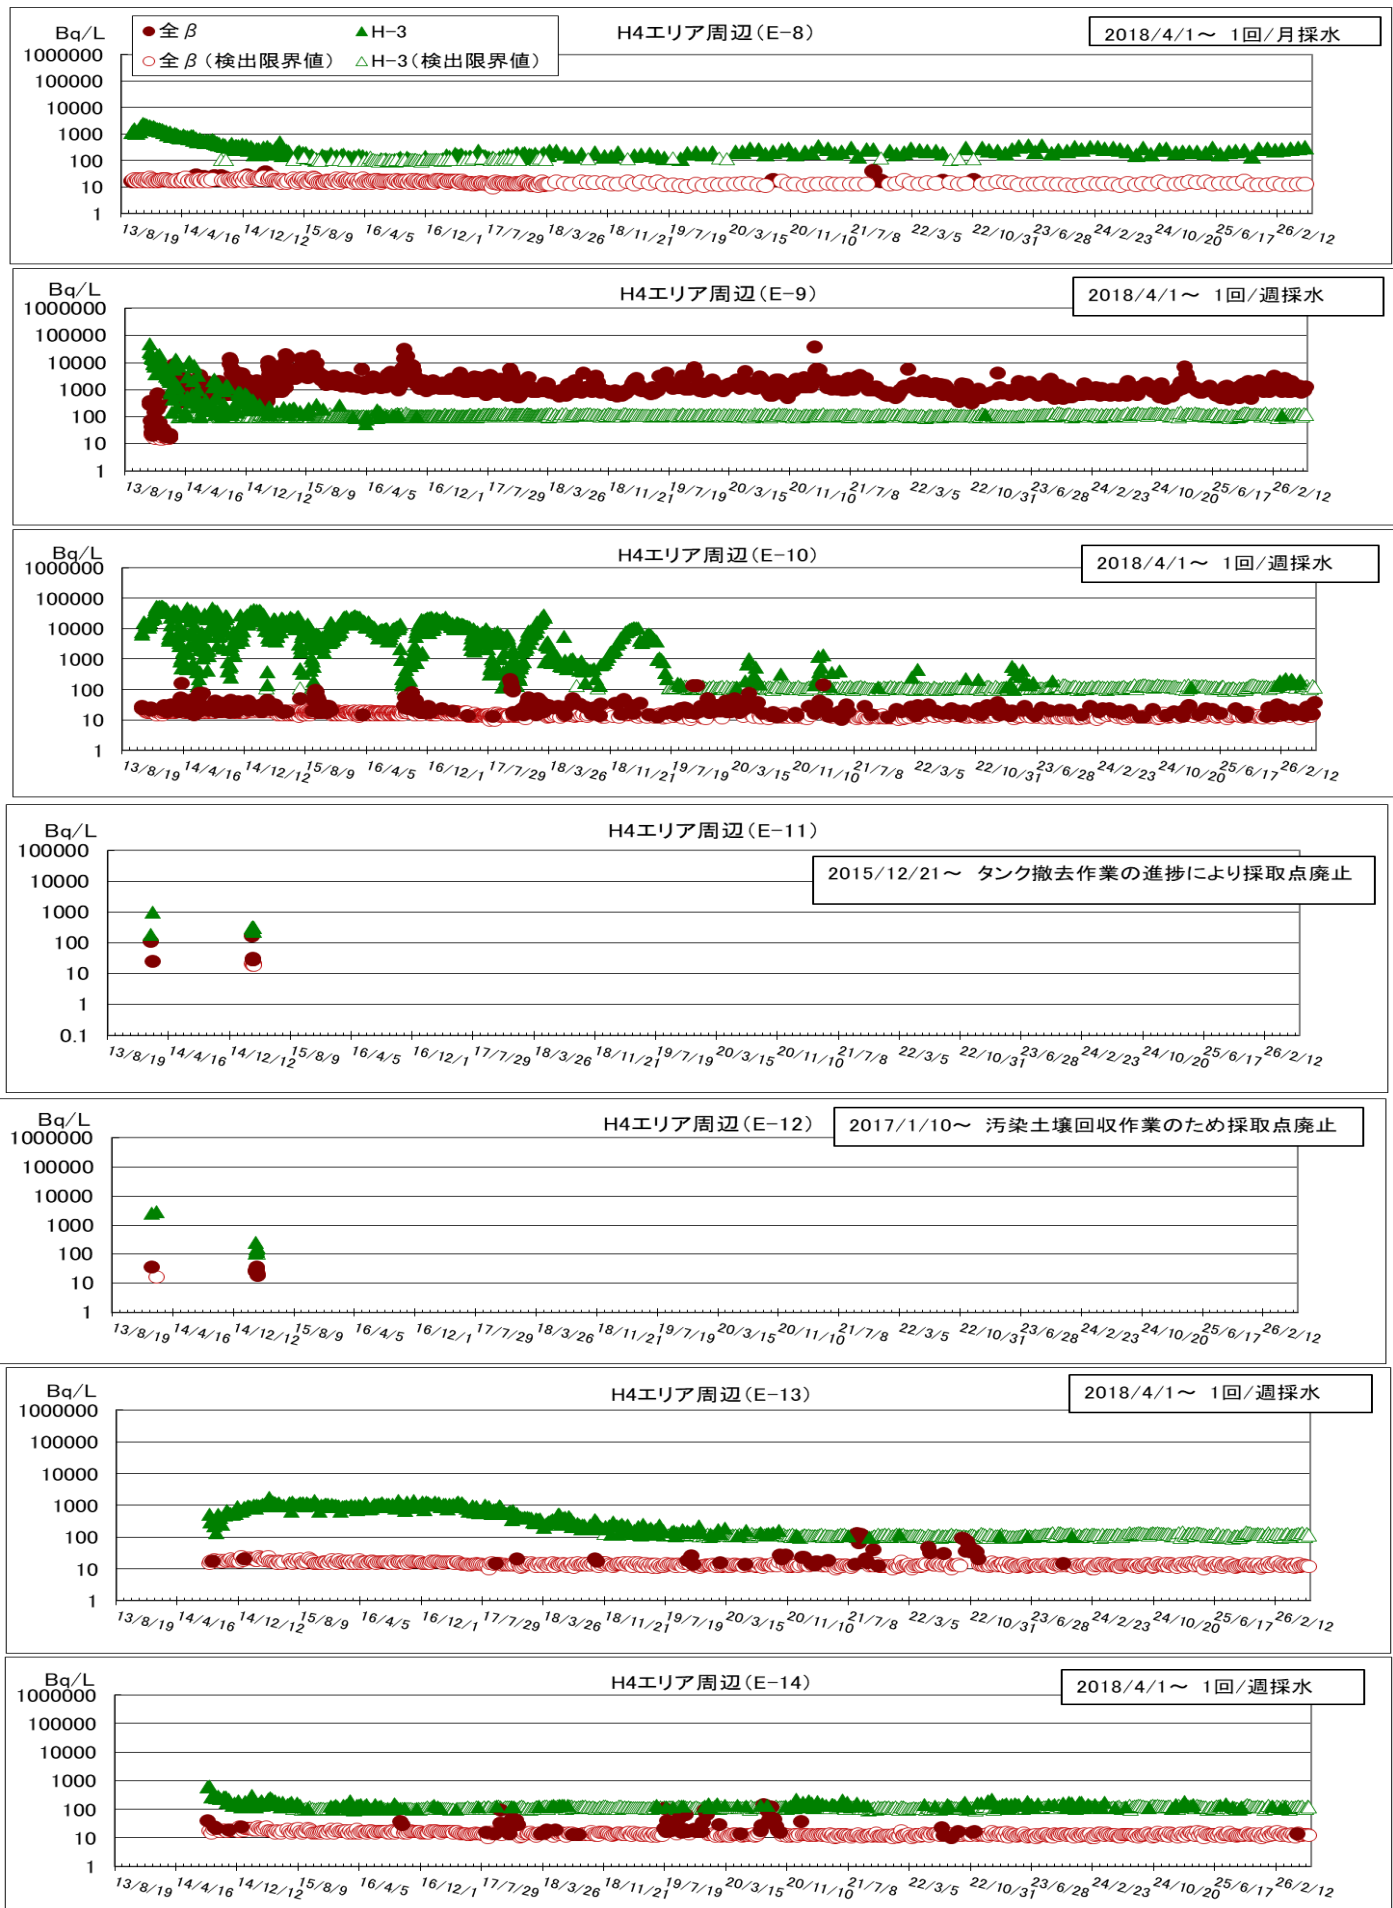 Bq/L
●全β ▲H-3
○全β(検出限界値) △H-3(検出限界値)
H4エリア周辺(E-8)
2018/4/1～ 1回/月採水
1000000
100000
10000
1000
100
10
1
13/8/19 14/4/16 14/12/12 15/8/9 16/4/5 16/12/1 17/7/29 18/3/26 18/11/21 19/7/19 20/3/15 20/11/10 21/7/8 22/3/5 22/10/31 23/6/28 24/2/23 24/10/20 25/6/17 26/2/12
Bq/L
H4エリア周辺(E-9)
2018/4/1～ 1回/週採水
1000000
100000
10000
1000
100
10
1
13/8/19 14/4/16 14/12/12 15/8/9 16/4/5 16/12/1 17/7/29 18/3/26 18/11/21 19/7/19 20/3/15 20/11/10 21/7/8 22/3/5 22/10/31 23/6/28 24/2/23 24/10/20 25/6/17 26/2/12
Bq/L
H4エリア周辺(E-10)
2018/4/1～ 1回/週採水
1000000
100000
10000
1000
100
10
1
13/8/19 14/4/16 14/12/12 15/8/9 16/4/5 16/12/1 17/7/29 18/3/26 18/11/21 19/7/19 20/3/15 20/11/10 21/7/8 22/3/5 22/10/31 23/6/28 24/2/23 24/10/20 25/6/17 26/2/12
Bq/L
H4エリア周辺(E-11)
2015/12/21～ タンク撤去作業の進捗により採取点廃止
100000
10000
1000
100
10
1
0.1
13/8/19 14/4/16 14/12/12 15/8/9 16/4/5 16/12/1 17/7/29 18/3/26 18/11/21 19/7/19 20/3/15 20/11/10 21/7/8 22/3/5 22/10/31 23/6/28 24/2/23 24/10/20 25/6/17 26/2/12
Bq/L
H4エリア周辺(E-12)
2017/1/10～ 汚染土壌回収作業のため採取点廃止
1000000
100000
10000
1000
100
10
1
13/8/19 14/4/16 14/12/12 15/8/9 16/4/5 16/12/1 17/7/29 18/3/26 18/11/21 19/7/19 20/3/15 20/11/10 21/7/8 22/3/5 22/10/31 23/6/28 24/2/23 24/10/20 25/6/17 26/2/12
Bq/L
H4エリア周辺(E-13)
2018/4/1～ 1回/週採水
1000000
100000
10000
1000
100
10
1
13/8/19 14/4/16 14/12/12 15/8/9 16/4/5 16/12/1 17/7/29 18/3/26 18/11/21 19/7/19 20/3/15 20/11/10 21/7/8 22/3/5 22/10/31 23/6/28 24/2/23 24/10/20 25/6/17 26/2/12
Bq/L
H4エリア周辺(E-14)
2018/4/1～ 1回/週採水
1000000
100000
10000
1000
100
10
1
13/8/19 14/4/16 14/12/12 15/8/9 16/4/5 16/12/1 17/7/29 18/3/26 18/11/21 19/7/19 20/3/15 20/11/10 21/7/8 22/3/5 22/10/31 23/6/28 24/2/23 24/10/20 25/6/17 26/2/12